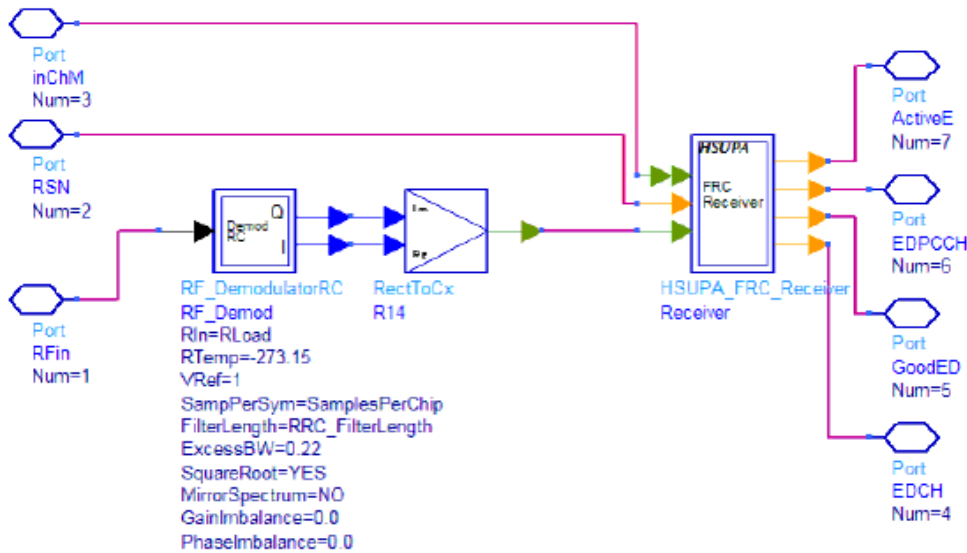 Port
inChM
Num=3
Port
RSN
Num=2
Port
RFin
Num=1
Demod
RC
Q
I
RF_DemodulatorRC
RF_Demod
RIn=RLoad
RTemp=-273.15
VRef=1
SampPerSym=SamplesPerChip
FilterLength=RRC_FilterLength
ExcessBW=0.22
SquareRoot=YES
MirrorSpectrum=NO
GainImbalance=0.0
PhaseImbalance=0.0
Im
Re
RectToCx
R14
HSUPA
FRC
Receiver
HSUPA_FRC_Receiver
Receiver
Port
ActiveE
Num=7
Port
EDPCCH
Num=6
Port
GoodED
Num=5
Port
EDCH
Num=4